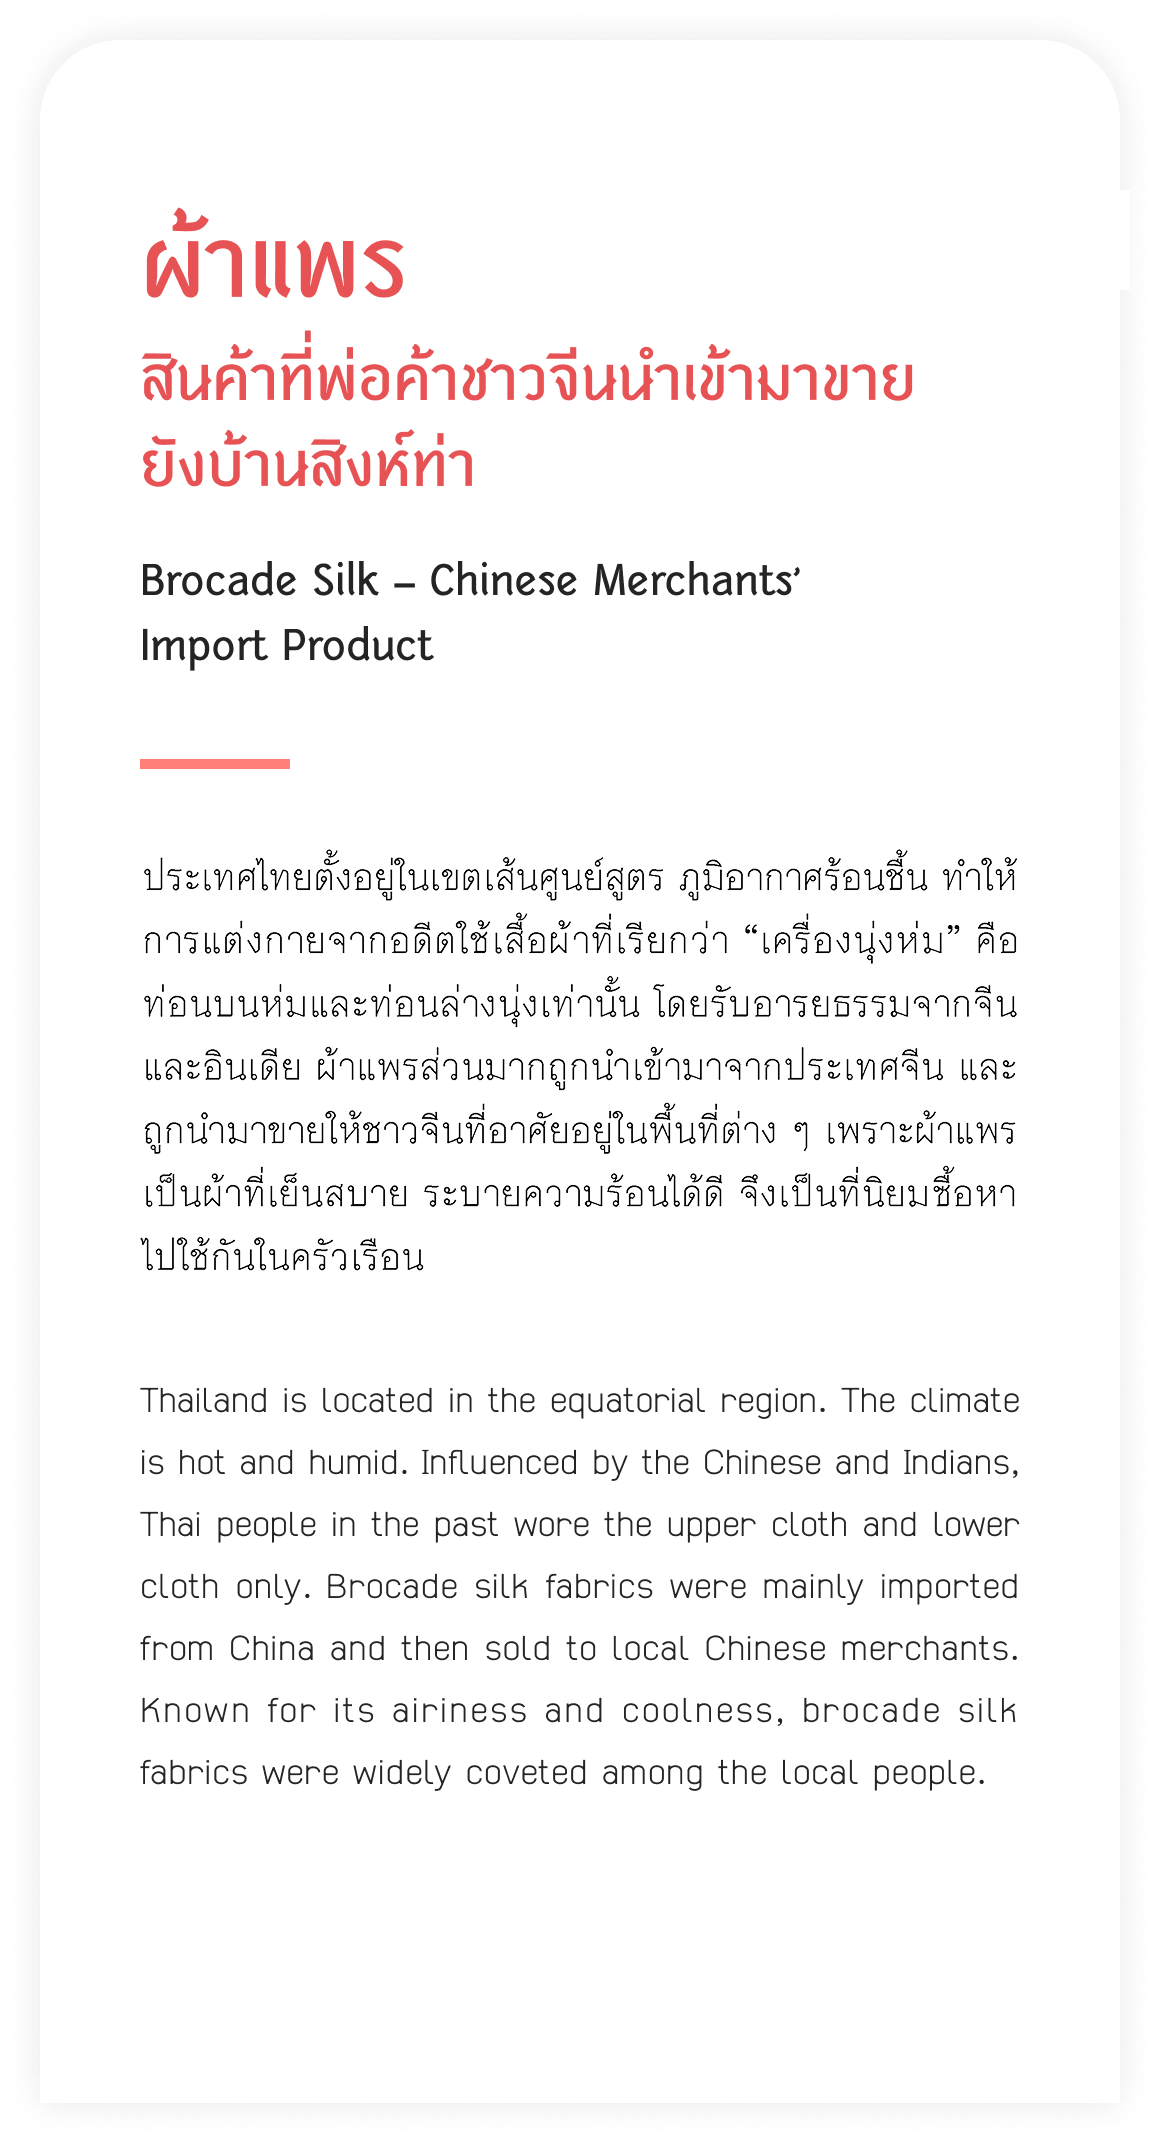 ผ้าแพร
สินค้าที่พ่อค้าชาวจีนนำเข้ามาขาย
ยังบ้านสิงห์ท่า
Brocade Silk – Chinese Merchants’
Import Product
ประเทศไทยตั้งอยู่ในเขตเส้นศูนย์สูตร ภูมิอากาศร้อนชื้น ทำให้
การแต่งกายจากอดีตใช้เสื้อผ้าที่เรียกว่า “เครื่องนุ่งห่ม” คือ
ท่อนบนห่มและท่อนล่างนุ่งเท่านั้น โดยรับอารยธรรมจากจีน
และอินเดีย ผ้าแพรส่วนมากถูกนำเข้ามาจากประเทศจีน และ
ถูกนำมาขายให้ชาวจีนที่อาศัยอยู่ในพื้นที่ต่าง ๆ เพราะผ้าแพร
เป็นผ้าที่เย็นสบาย ระบายความร้อนได้ดี จึงเป็นที่นิยมซื้อหา
ไปใช้กันในครัวเรือน
Thailand is located in the equatorial region. The climate
is hot and humid. Influenced by the Chinese and Indians,
Thai people in the past wore the upper cloth and lower
cloth only. Brocade silk fabrics were mainly imported
from China and then sold to local Chinese merchants.
Known for its airiness and coolness, brocade silk
fabrics were widely coveted among the local people.